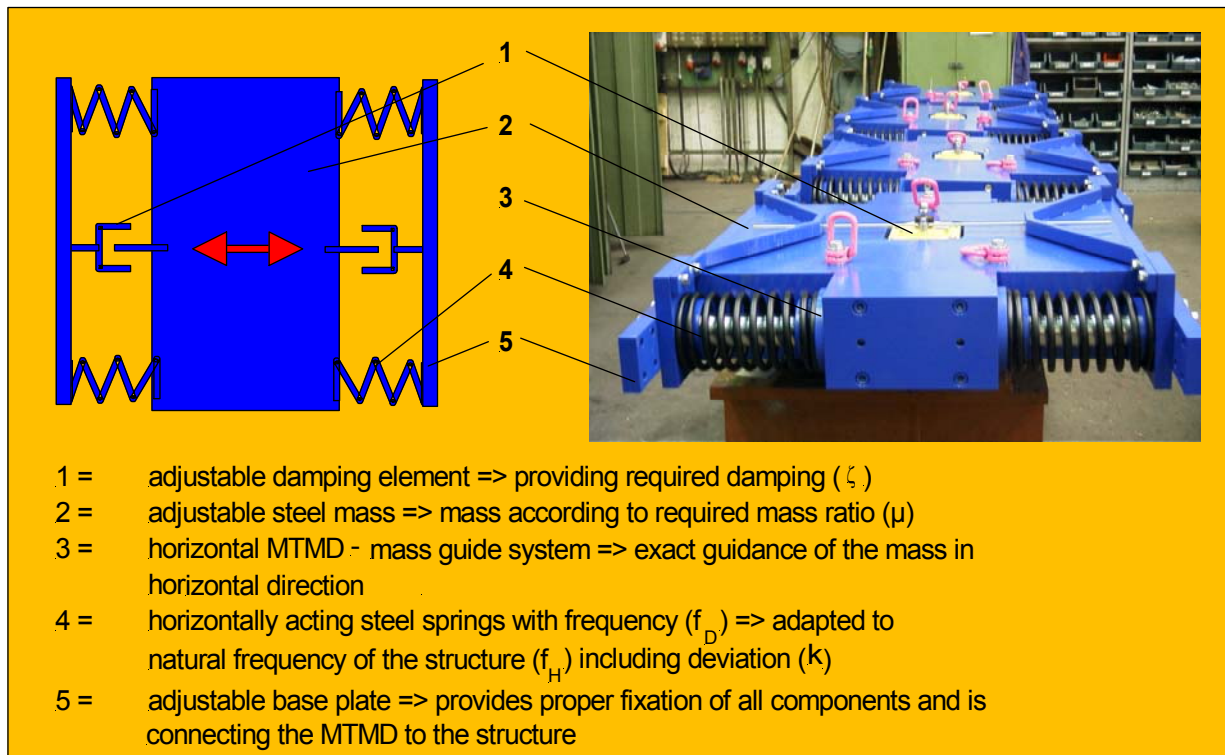 1
2
3
4
5
1 = adjustable damping element => providing required damping ( ζ )
2 = adjustable steel mass => mass according to required mass ratio (µ)
3 = horizontal MTMD - mass guide system => exact guidance of the mass in
horizontal direction
4 = horizontally acting steel springs with frequency (f_D) => adapted to
natural frequency of the structure (f_H) including deviation (k)
5 = adjustable base plate => provides proper fixation of all components and is
connecting the MTMD to the structure